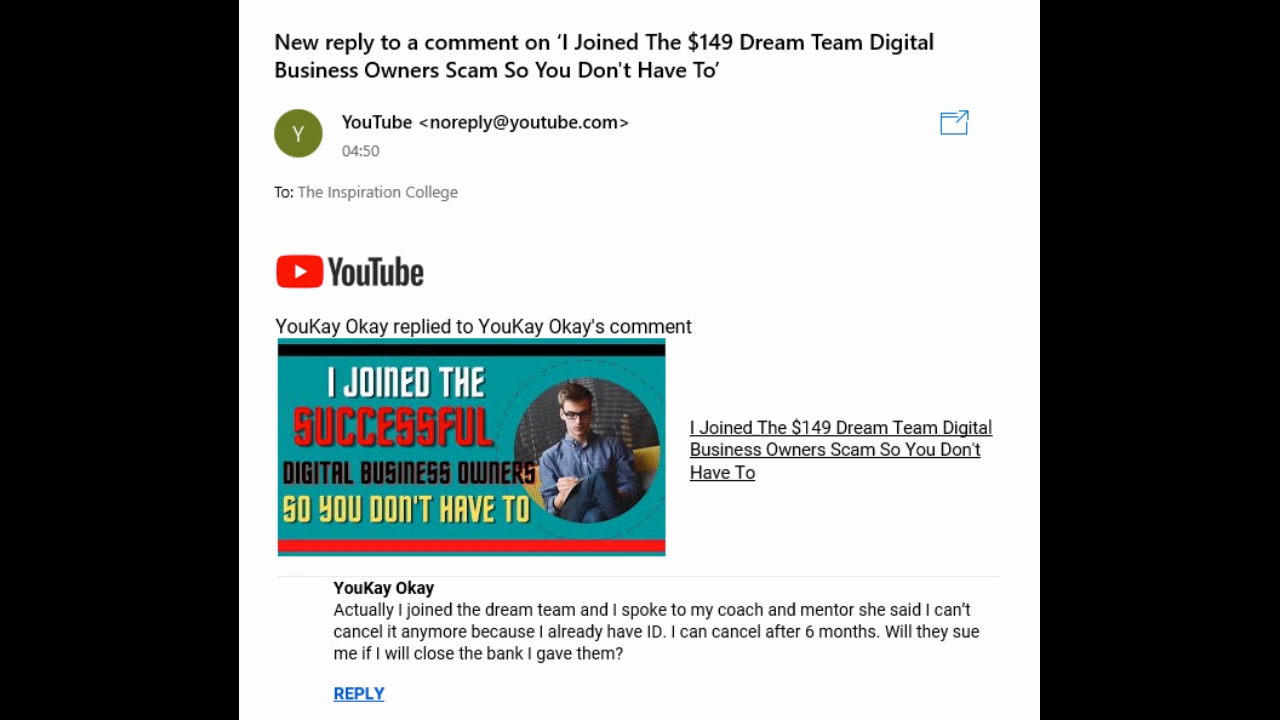 New reply to a comment on ‘I Joined The $149 Dream Team Digital
Business Owners Scam So You Don't Have To’
Y
YouTube <noreply@youtube.com>
04:50
To: The Inspiration College
YouTube
YouKay Okay replied to YouKay Okay's comment
I JOINED THE
SUCCESSFUL
DIGITAL BUSINESS OWNERS
SO YOU DON'T HAVE TO
I Joined The $149 Dream Team Digital
Business Owners Scam So You Don't
Have To
YouKay Okay
Actually I joined the dream team and I spoke to my coach and mentor she said I can’t
cancel it anymore because I already have ID. I can cancel after 6 months. Will they sue
me if I will close the bank I gave them?
REPLY